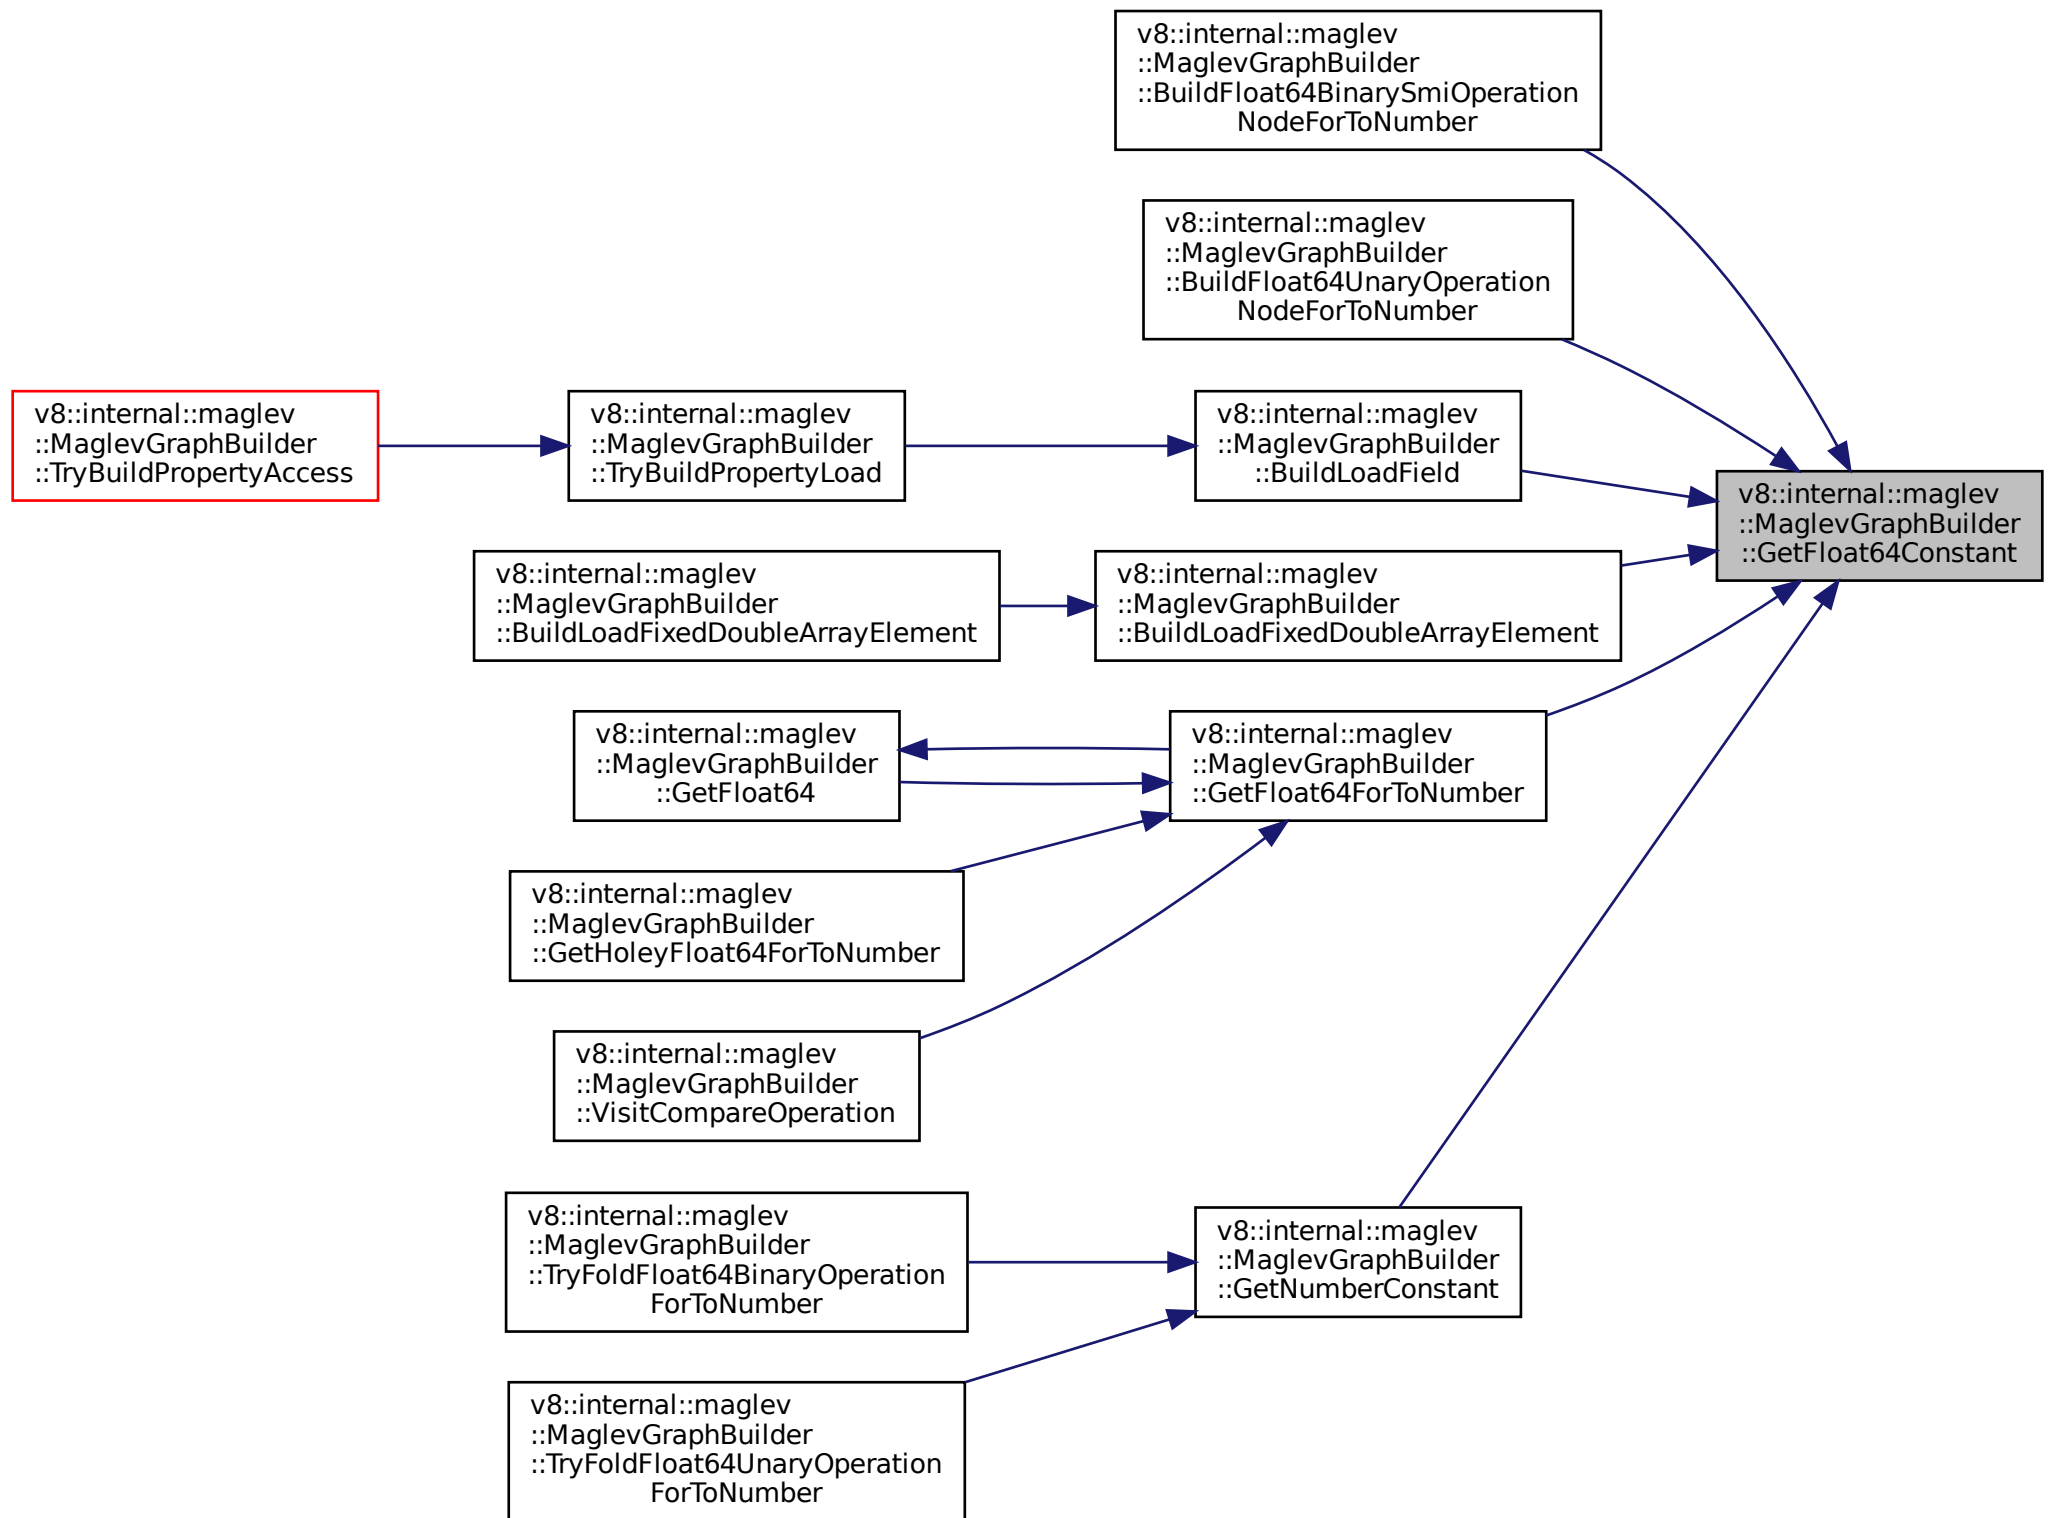 v8::internal::maglev
::MaglevGraphBuilder
::BuildFloat64BinarySmiOperation
NodeForToNumber
v8::internal::maglev
::MaglevGraphBuilder
::BuildFloat64UnaryOperation
NodeForToNumber
v8::internal::maglev
::MaglevGraphBuilder
::TryBuildPropertyAccess
v8::internal::maglev
::MaglevGraphBuilder
::TryBuildPropertyLoad
v8::internal::maglev
::MaglevGraphBuilder
::BuildLoadField
v8::internal::maglev
::MaglevGraphBuilder
::GetFloat64Constant
v8::internal::maglev
::MaglevGraphBuilder
::BuildLoadFixedDoubleArrayElement
v8::internal::maglev
::MaglevGraphBuilder
::BuildLoadFixedDoubleArrayElement
v8::internal::maglev
::MaglevGraphBuilder
::GetFloat64
v8::internal::maglev
::MaglevGraphBuilder
::GetFloat64ForToNumber
v8::internal::maglev
::MaglevGraphBuilder
::GetHoleyFloat64ForToNumber
v8::internal::maglev
::MaglevGraphBuilder
::VisitCompareOperation
v8::internal::maglev
::MaglevGraphBuilder
::TryFoldFloat64BinaryOperation
ForToNumber
v8::internal::maglev
::MaglevGraphBuilder
::GetNumberConstant
v8::internal::maglev
::MaglevGraphBuilder
::TryFoldFloat64UnaryOperation
ForToNumber